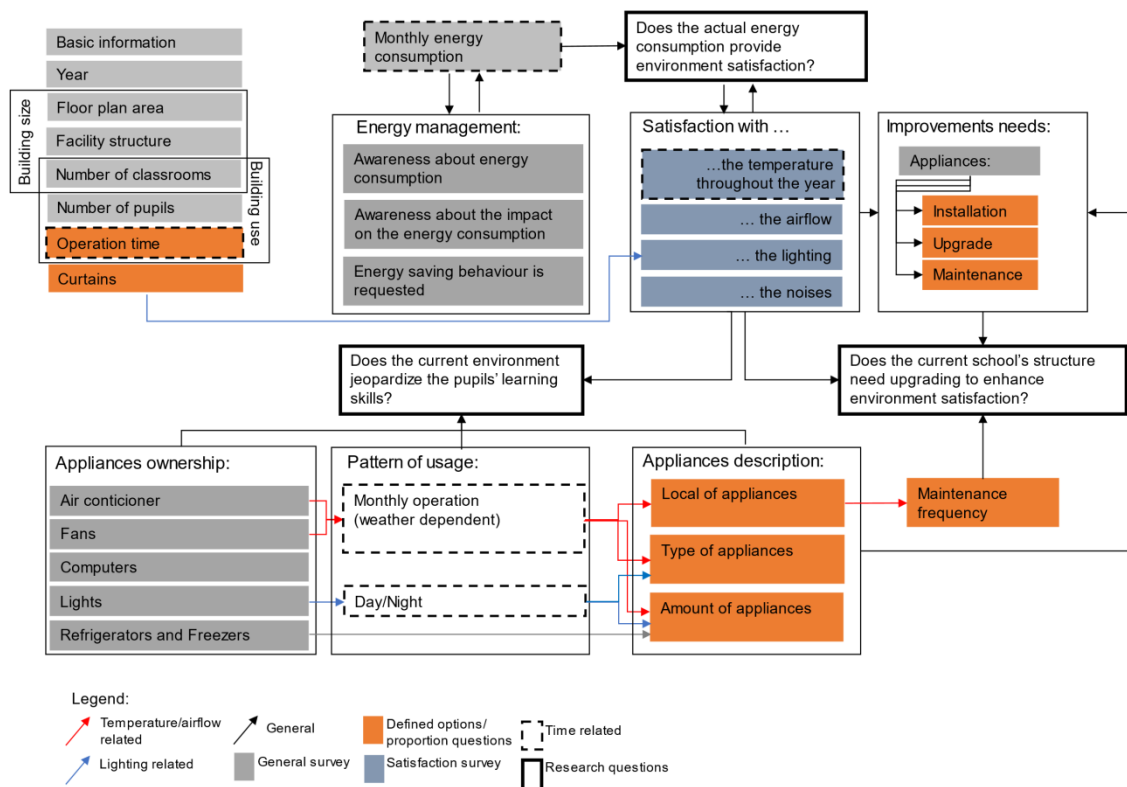 Basic information
Year
Floor plan area
Facility structure
Number of classrooms
Number of pupils
Operation time
Curtains
Building size
Building use
Monthly energy
consumption
Does the actual energy
consumption provide
environment satisfaction?
Energy management:
Awareness about energy
consumption
Awareness about the impact
on the energy consumption
Energy saving behaviour is
requested
Satisfaction with ...
...the temperature
throughout the year
... the airflow
... the lighting
... the noises
Improvements needs:
Appliances:
Installation
Upgrade
Maintenance
Does the current environment
jeopardize the pupils' learning
skills?
Does the current school's structure
need upgrading to enhance
environment satisfaction?
Appliances ownership:
Air conticioner
Fans
Computers
Lights
Refrigerators and Freezers
Pattern of usage:
Monthly operation
(weather dependent)
Day/Night
Appliances description:
Local of appliances
Type of appliances
Amount of appliances
Maintenance
frequency
Legend:
Temperature/airflow
related
Lighting related
General
General survey
Defined options/
proportion questions
Satisfaction survey
Time related
Research questions